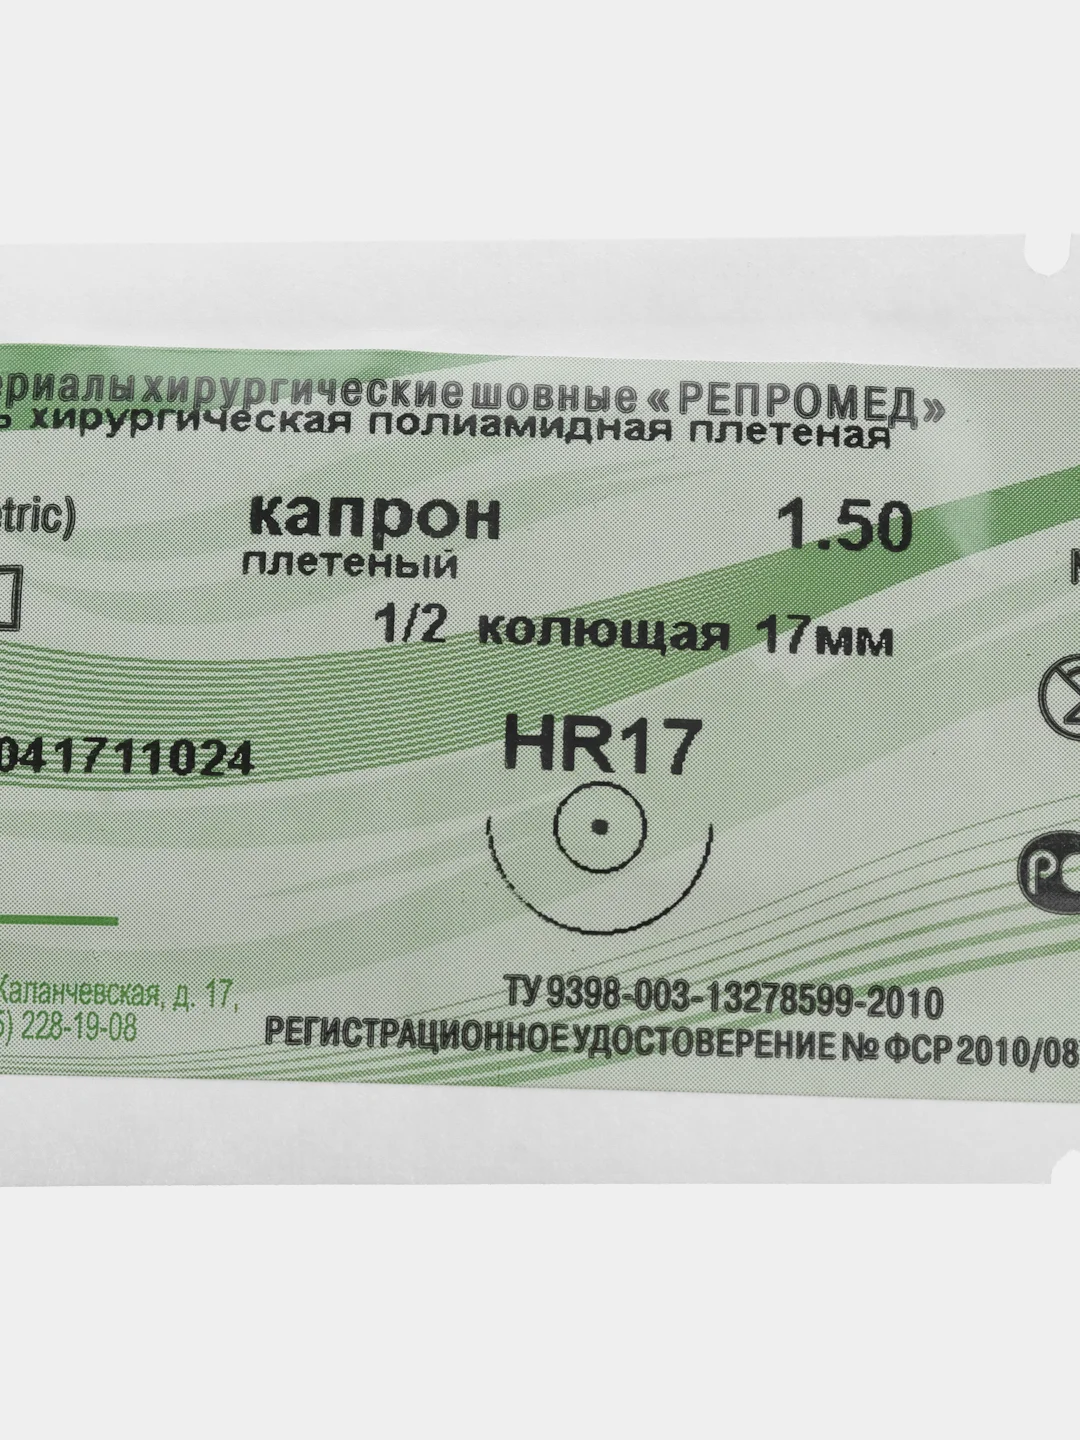 ериалы хирургические шовные «РЕПРОМЕД»
ь хирургическая полиамидная плетеная
etric)
капрон 1.50
плетеный
1/2 колющая 17мм
041711024
HR17
Каланчевская, д. 17,
5) 228-19-08
ТУ 9398-003-13278599-2010
РЕГИСТРАЦИОННОЕ УДОСТОВЕРЕНИЕ № ФСР 2010/08